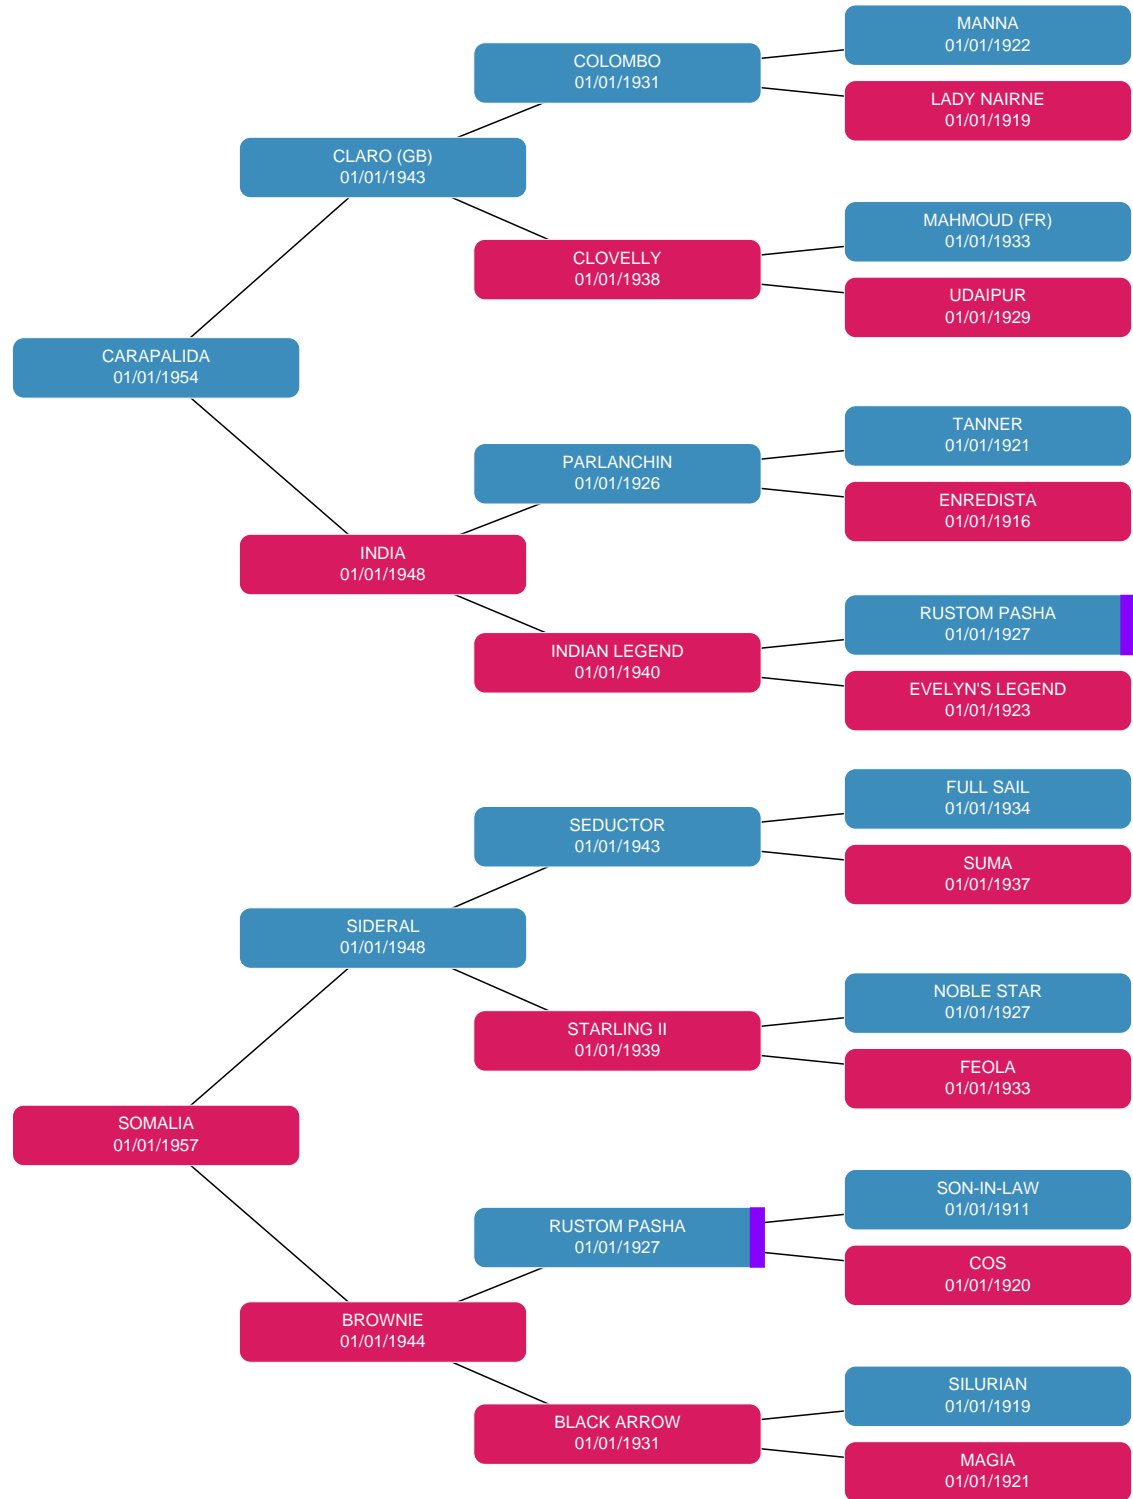 MANNA
01/01/1922
COLOMBO
01/01/1931
LADY NAIRNE
01/01/1919
CLARO (GB)
01/01/1943
MAHMOUD (FR)
01/01/1933
CLOVELLY
01/01/1938
UDAIPUR
01/01/1929
CARAPALIDA
01/01/1954
TANNER
01/01/1921
PARLANCHIN
01/01/1926
ENREDISTA
01/01/1916
INDIA
01/01/1948
RUSTOM PASHA
01/01/1927
INDIAN LEGEND
01/01/1940
EVELYN'S LEGEND
01/01/1923
FULL SAIL
01/01/1934
SEDUCTOR
01/01/1943
SUMA
01/01/1937
SIDERAL
01/01/1948
NOBLE STAR
01/01/1927
STARLING II
01/01/1939
FEOLA
01/01/1933
SOMALIA
01/01/1957
SON-IN-LAW
01/01/1911
RUSTOM PASHA
01/01/1927
COS
01/01/1920
BROWNIE
01/01/1944
SILURIAN
01/01/1919
BLACK ARROW
01/01/1931
MAGIA
01/01/1921